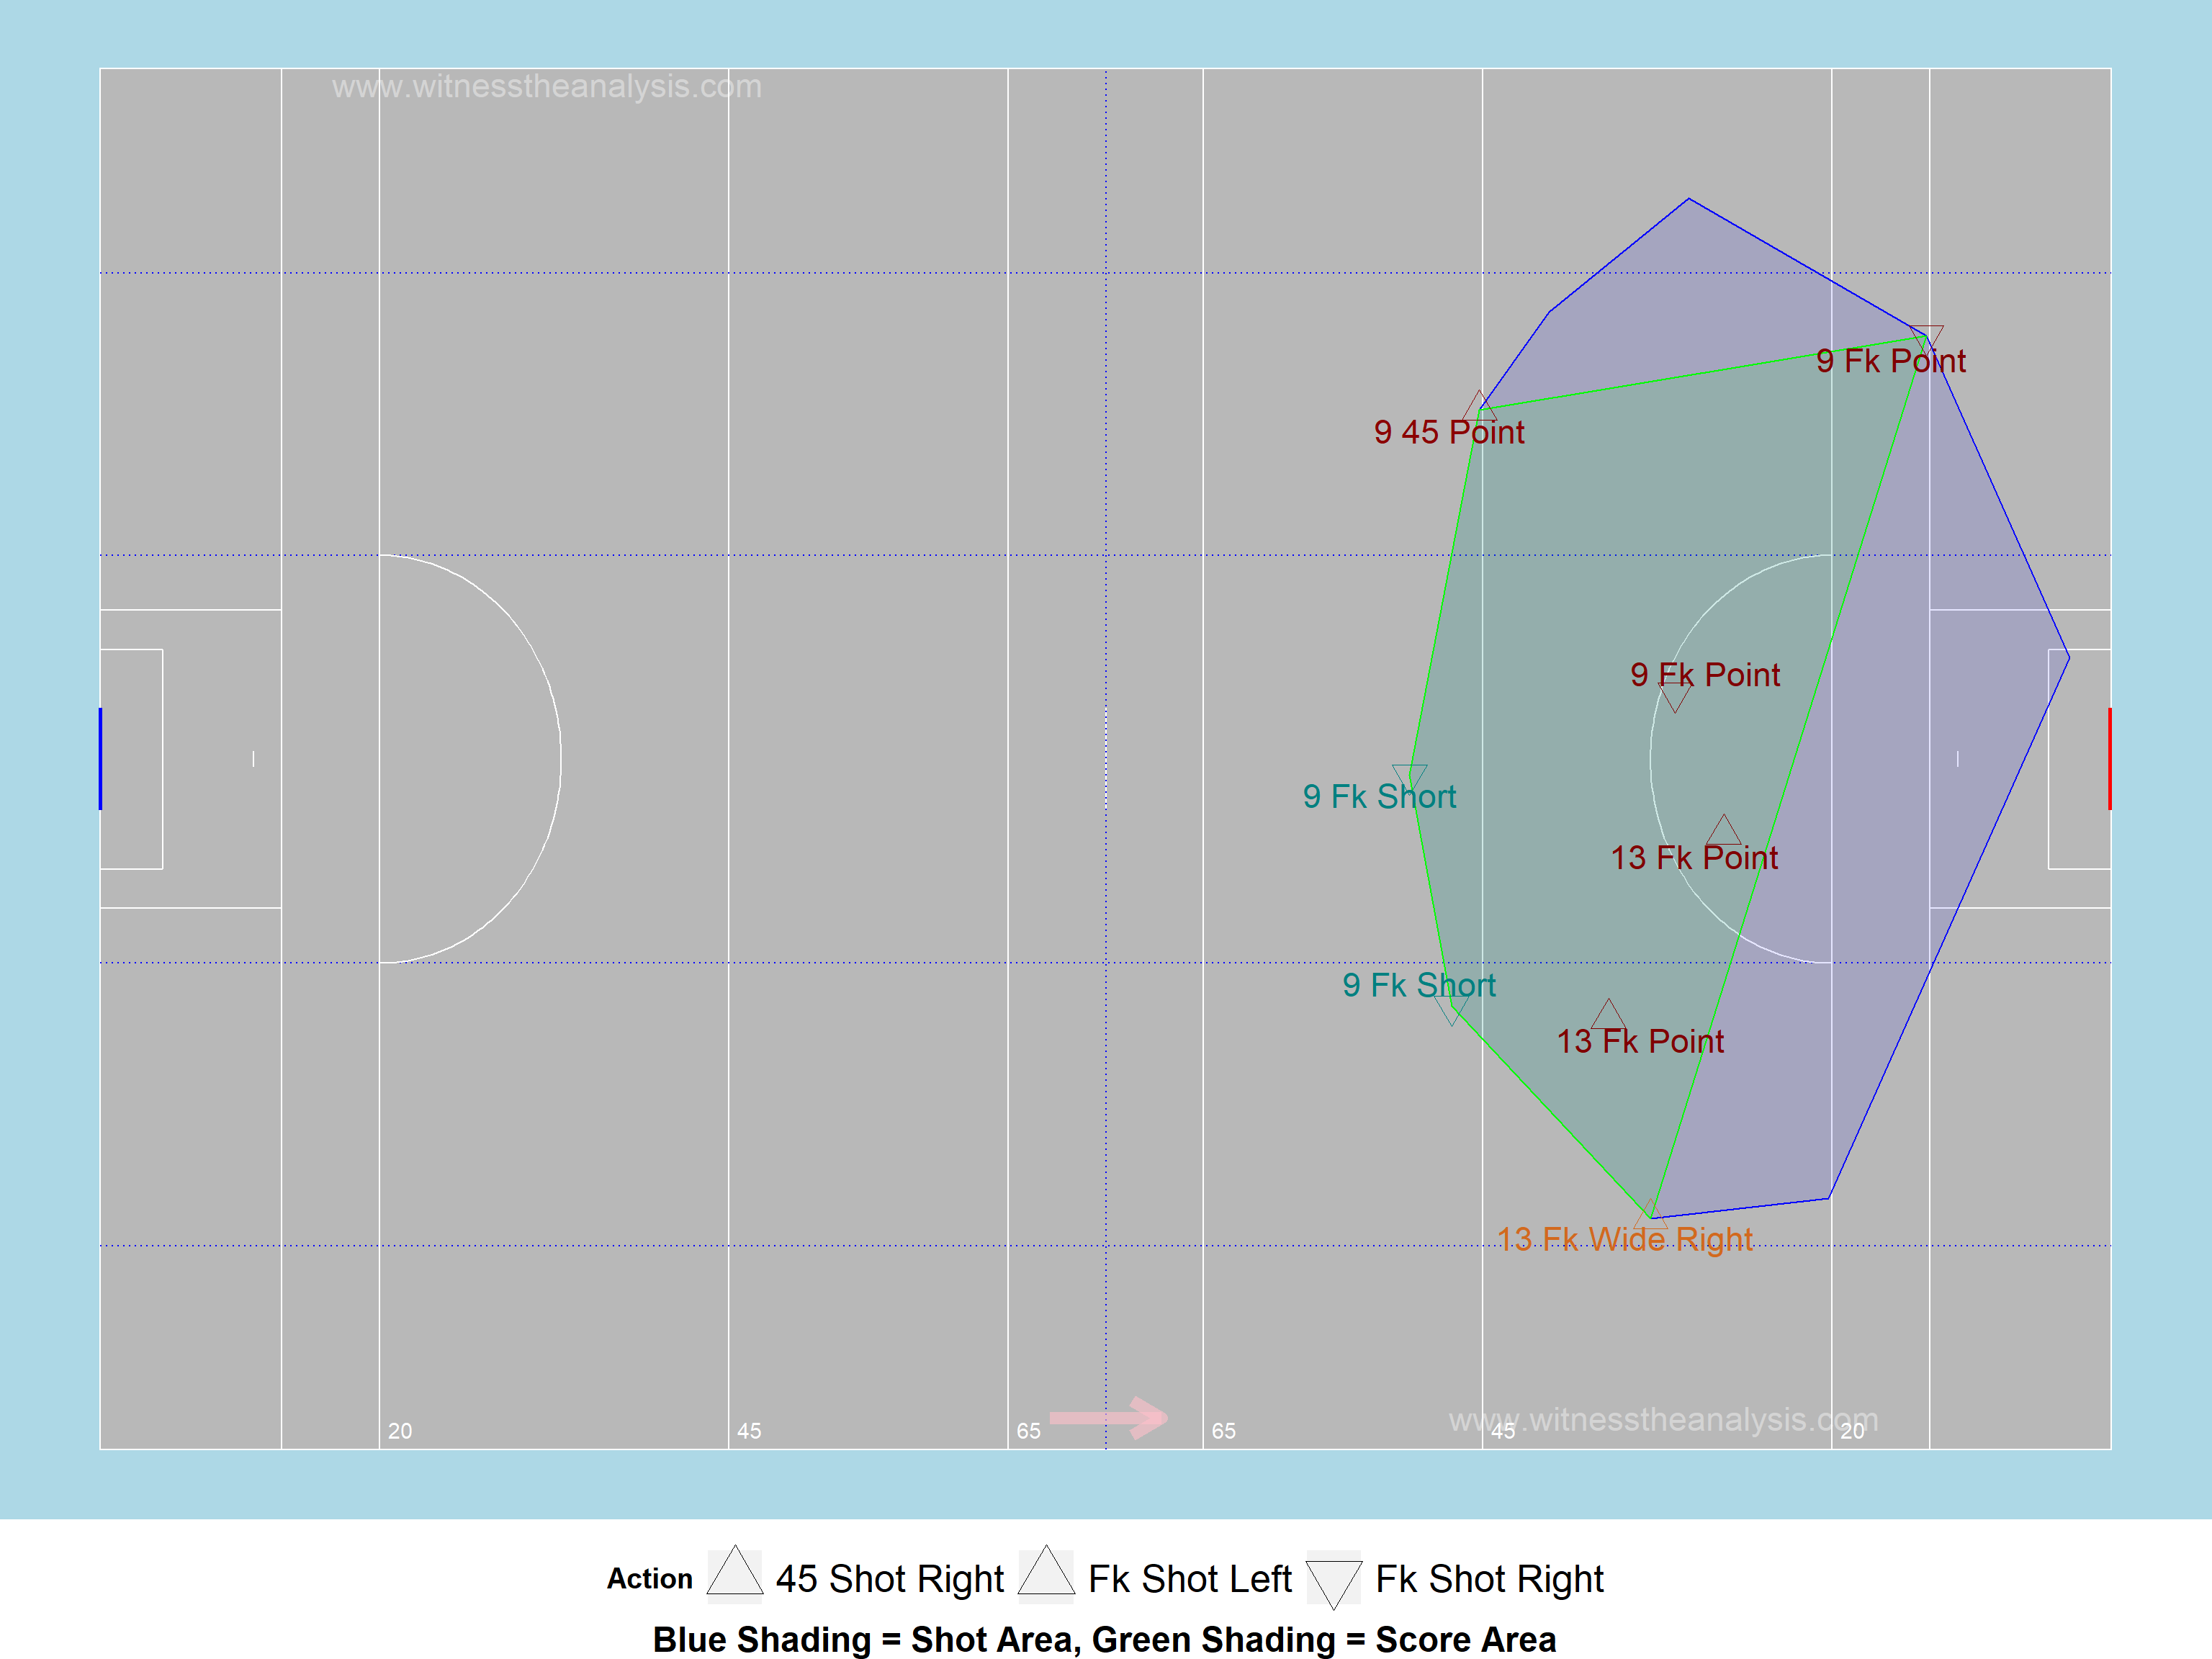 www.witnesstheanalysis.com
9 Fk Point
9 45 Point
9 Fk Point
9 Fk Short
13 Fk Point
9 Fk Short
13 Fk Point
13 Fk Wide Right
www.witnesstheanalysis.com
20 45 65 65 45 20
Action 45 Shot Right Fk Shot Left Fk Shot Right
Blue Shading = Shot Area, Green Shading = Score Area